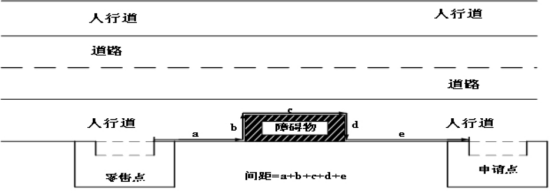 人行道 人行道
道路
道路
人行道 c 人行道
a b 障碍物 d e
零售点 间距=a+b+c+d+e 申请点